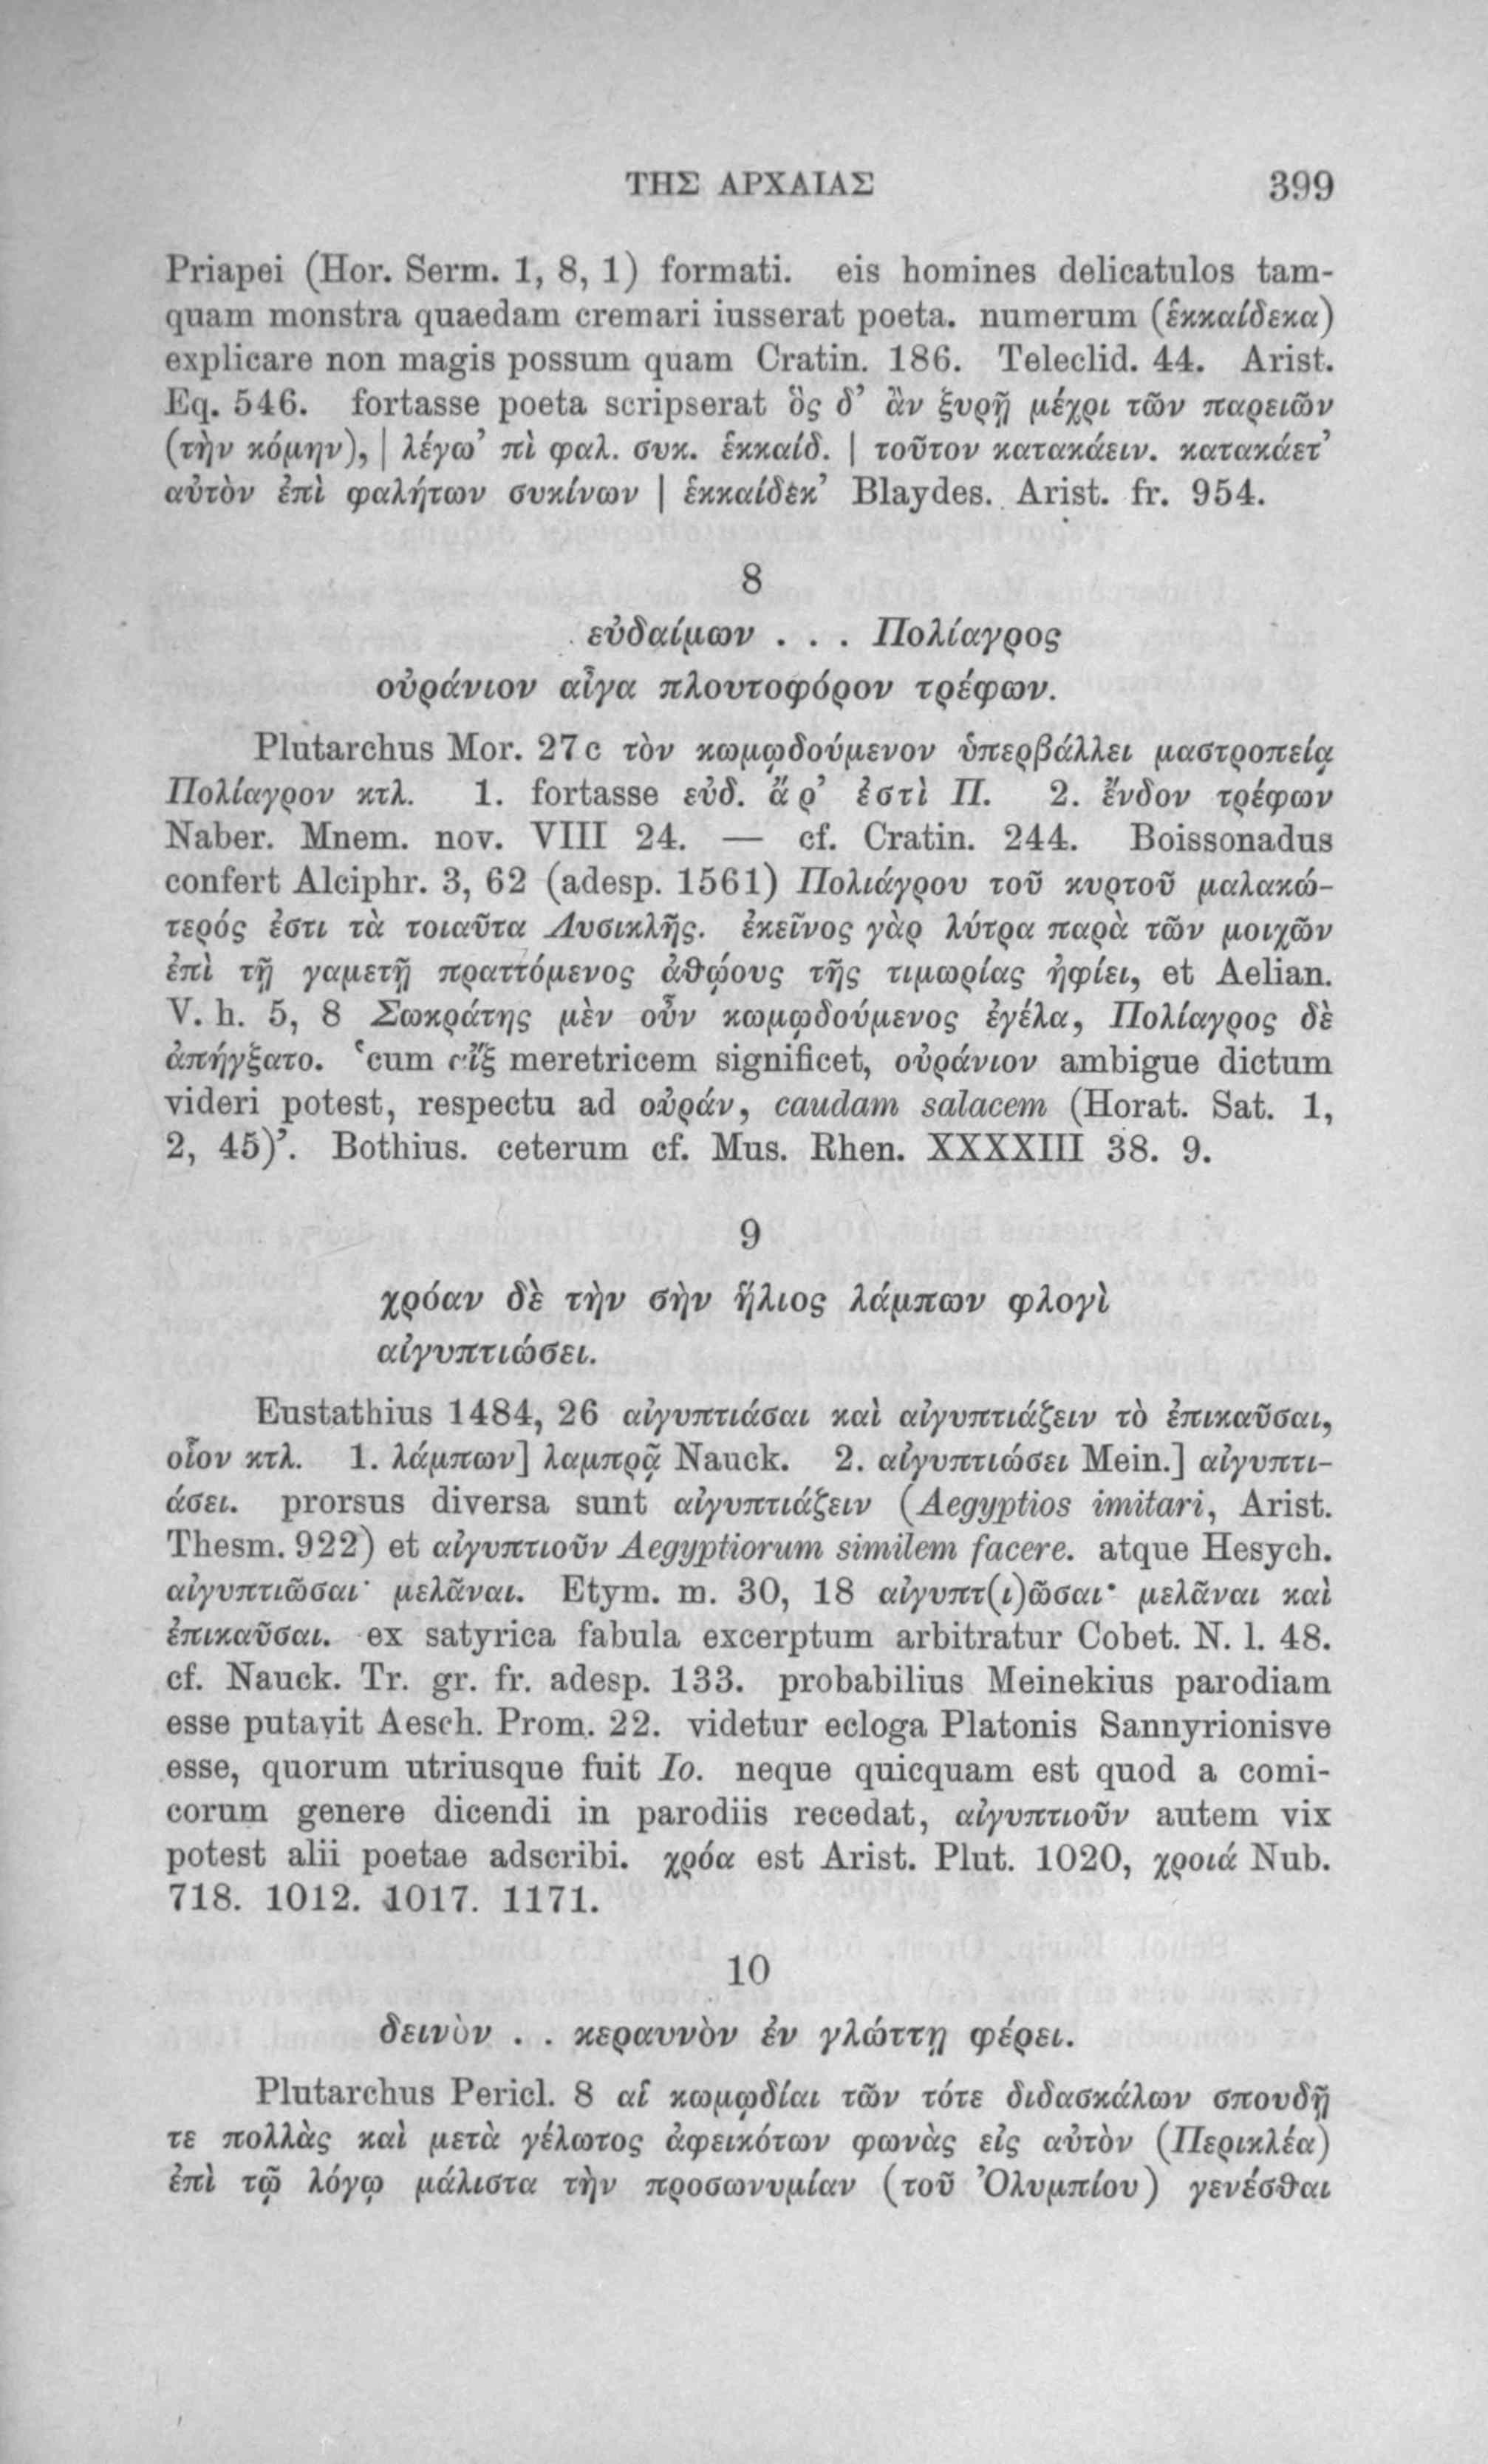 ΤΗΣ ΑΡΧΑΙΑΣ 399
Priapei (Hor. Serm. 1, 8, 1) formati. eis homines delicatulos tam-
quam monstra quaedam cremari iusserat poeta. numerum (ἑκκαίδεκα)
explicare non magis possum quam Cratin. 186. Teleclid. 44. Arist.
Eq. 546. fortasse poeta scripserat ὃς δ’ ἂν ξυρῇ μέχρι τῶν παρειῶν
(τὴν κόμην), | λέγω’ πὶ φαλ. συκ. ἑκκαίδ. | τοῦτον κατακάειν. κατακάετ’
αὐτὸν ἐπὶ φαλήτων συκίνων | ἑκκαίδεκ’ Blaydes. Arist. fr. 954.
8
εὐδαίμων . . . Πολίαγρος
οὐράνιον αἶγα πλουτοφόρον τρέφων.
Plutarchus Mor. 27c τὸν κωμῳδούμενον ὑπερβάλλει μαστροπείᾳ
Πολίαγρον κτλ. 1. fortasse εὐδ. ἄρ’ ἐστὶ Π. 2. ἔνδον τρέφων
Naber. Mnem. nov. VIII 24. — cf. Cratin. 244. Boissonadus
confert Alciphr. 3, 62 (adesp. 1561) Πολιάγρου τοῦ κυρτοῦ μαλακώ-
τερός ἐστι τὰ τοιαῦτα Λυσικλῆς. ἐκεῖνος γὰρ λύτρα παρὰ τῶν μοιχῶν
ἐπὶ τῇ γαμετῇ πραττόμενος ἀθῴους τῆς τιμωρίας ἠφίει, et Aelian.
V. h. 5, 8 Σωκράτης μὲν οὖν κωμῳδούμενος ἐγέλα, Πολίαγρος δὲ
ἀπήγξατο. ‘cum αἴξ meretricem significet, οὐράνιον ambigue dictum
videri potest, respectu ad οὐράν, caudam salacem (Horat. Sat. 1,
2, 45)’. Bothius. ceterum cf. Mus. Rhen. XXXXIII 38. 9.
9
χρόαν δὲ τὴν σὴν ἥλιος λάμπων φλογὶ
αἰγυπτιώσει.
Eustathius 1484, 26 αἰγυπτιάσαι καὶ αἰγυπτιάζειν τὸ ἐπικαῦσαι,
οἷον κτλ. 1. λάμπων] λαμπρᾷ Nauck. 2. αἰγυπτιώσει Mein.] αἰγυπτι-
άσει. prorsus diversa sunt αἰγυπτιάζειν (Aegyptios imitari, Arist.
Thesm. 922) et αἰγυπτιοῦν Aegyptiorum similem facere. atque Hesych.
αἰγυπτιῶσαι· μελᾶναι. Etym. m. 30, 18 αἰγυπτ(ι)ῶσαι· μελᾶναι καὶ
ἐπικαῦσαι. ex satyrica fabula excerptum arbitratur Cobet. N. l. 48.
cf. Nauck. Tr. gr. fr. adesp. 133. probabilius Meinekius parodiam
esse putavit Aesch. Prom. 22. videtur ecloga Platonis Sannyrionisve
esse, quorum utriusque fuit Io. neque quicquam est quod a comi-
corum genere dicendi in parodiis recedat, αἰγυπτιοῦν autem vix
potest alii poetae adscribi. χρόα est Arist. Plut. 1020, χροιά Nub.
718. 1012. 1017. 1171.
10
δεινὸν . . κεραυνὸν ἐν γλώττῃ φέρει.
Plutarchus Pericl. 8 αἱ κωμῳδίαι τῶν τότε διδασκάλων σπουδῇ
τε πολλὰς καὶ μετὰ γέλωτος ἀφεικότων φωνὰς εἰς αὐτὸν (Περικλέα)
ἐπὶ τῷ λόγῳ μάλιστα τὴν προσωνυμίαν (τοῦ Ὀλυμπίου) γενέσθαι